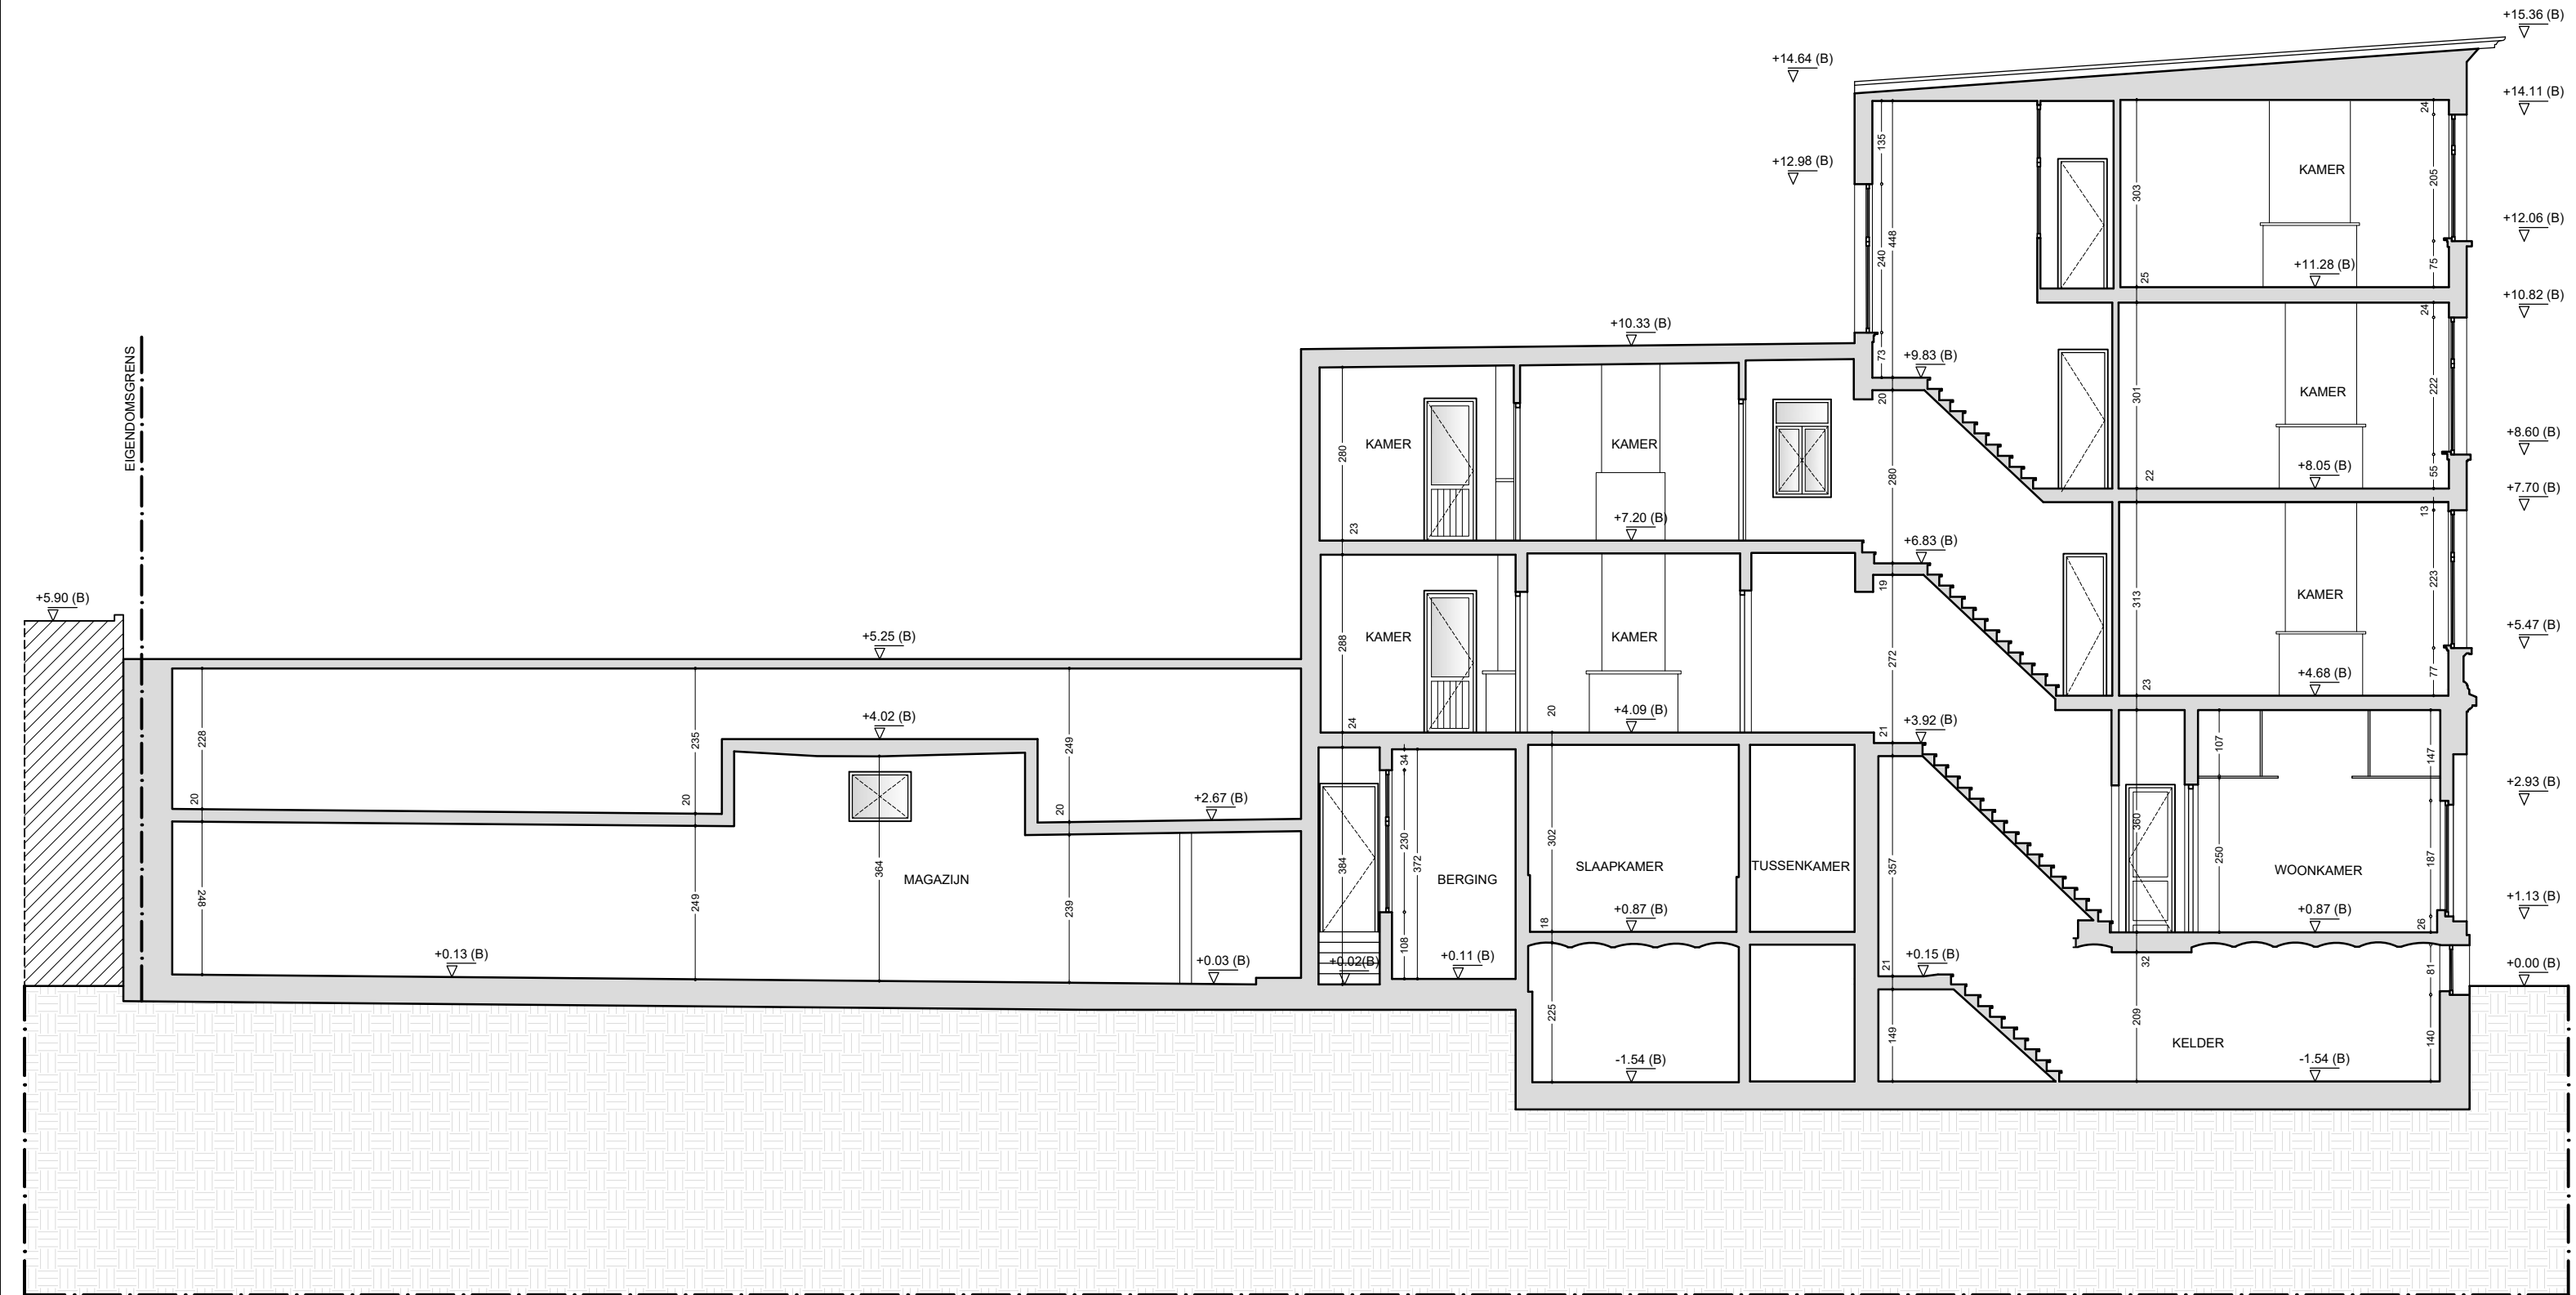 +15.36 (B)
+14.64 (B)
+14.11 (B)
24
135
KAMER
205
+12.98 (B)
303
+12.06 (B)
448
240
75
25
+11.28 (B)
+10.82 (B)
24
+10.33 (B)
EIGENDOMSGRENS
73
+9.83 (B)
20
301
KAMER
222
KAMER
KAMER
+8.60 (B)
280
280
22
+8.05 (B)
55
+7.70 (B)
13
23
+7.20 (B)
+6.83 (B)
19
223
+5.90 (B)
313
KAMER
+5.25 (B)
KAMER
KAMER
+5.47 (B)
288
272
77
23
+4.68 (B)
24
20
+4.09 (B)
+4.02 (B)
21
+3.92 (B)
228
235
249
34
107
147
20
20
20
+2.67 (B)
+2.93 (B)
230
302
360
364
384
372
357
250
187
MAGAZIJN
BERGING
SLAAPKAMER
TUSSENKAMER
WOONKAMER
248
249
239
+1.13 (B)
18
+0.87 (B)
+0.87 (B)
26
108
+0.13 (B)
+0.03 (B)
+0.02(B)
+0.11 (B)
21
+0.15 (B)
32
81
+0.00 (B)
225
149
209
KELDER
140
-1.54 (B)
-1.54 (B)